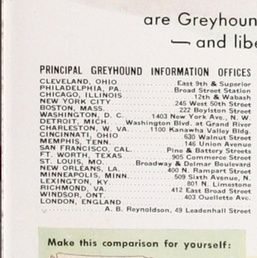 are Greyhoun
— and libe
PRINCIPAL GREYHOUND INFORMATION OFFICES
CLEVELAND, OHIO East 9th & Superior
PHILADELPHIA, PA. Broad Street Station
CHICAGO, ILLINOIS 12th & Wabash
NEW YORK CITY 245 West 50th Street
BOSTON, MASS. 222 Boylston Street
WASHINGTON, D. C. 1403 New York Ave., N. W.
DETROIT, MICH. Washington Blvd. at Grand River
CHARLESTON, W. VA. 1100 Kanawha Valley Bldg.
CINCINNATI, OHIO 630 Walnut Street
MEMPHIS, TENN. 146 Union Avenue
SAN FRANCISCO, CAL. Pine & Battery Streets
FT. WORTH, TEXAS 905 Commerce Street
ST. LOUIS, MO. Broadway & Delmar Boulevard
NEW ORLEANS, LA. 400 N. Rampart Street
MINNEAPOLIS, MINN. 509 Sixth Avenue, N.
LEXINGTON, KY. 801 N. Limestone
RICHMOND, VA. 412 East Broad Street
WINDSOR, ONT. 403 Ouellette Ave.
LONDON, ENGLAND
A. B. Reynoldson, 49 Leadenhall Street
Make this comparison for yourself: